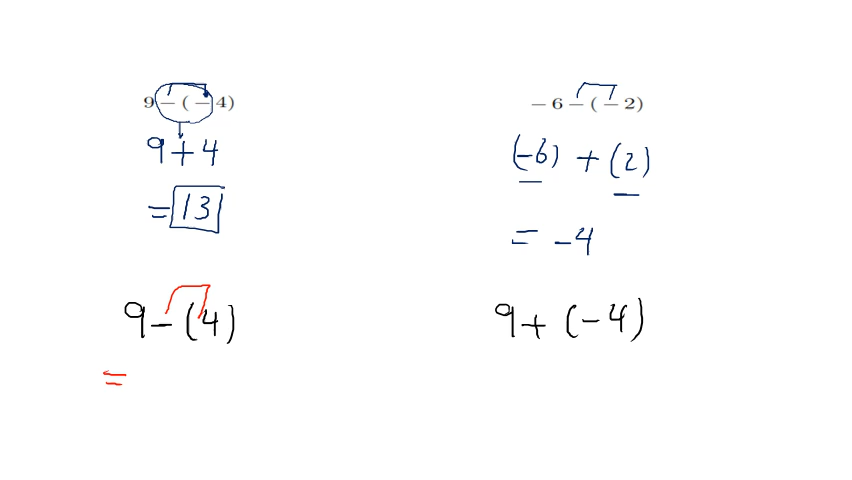 9 − ( − 4)
9 + 4
= 13
9 − (4)
=
− 6 − ( − 2)
(-6) + (2)
= -4
9 + (-4)